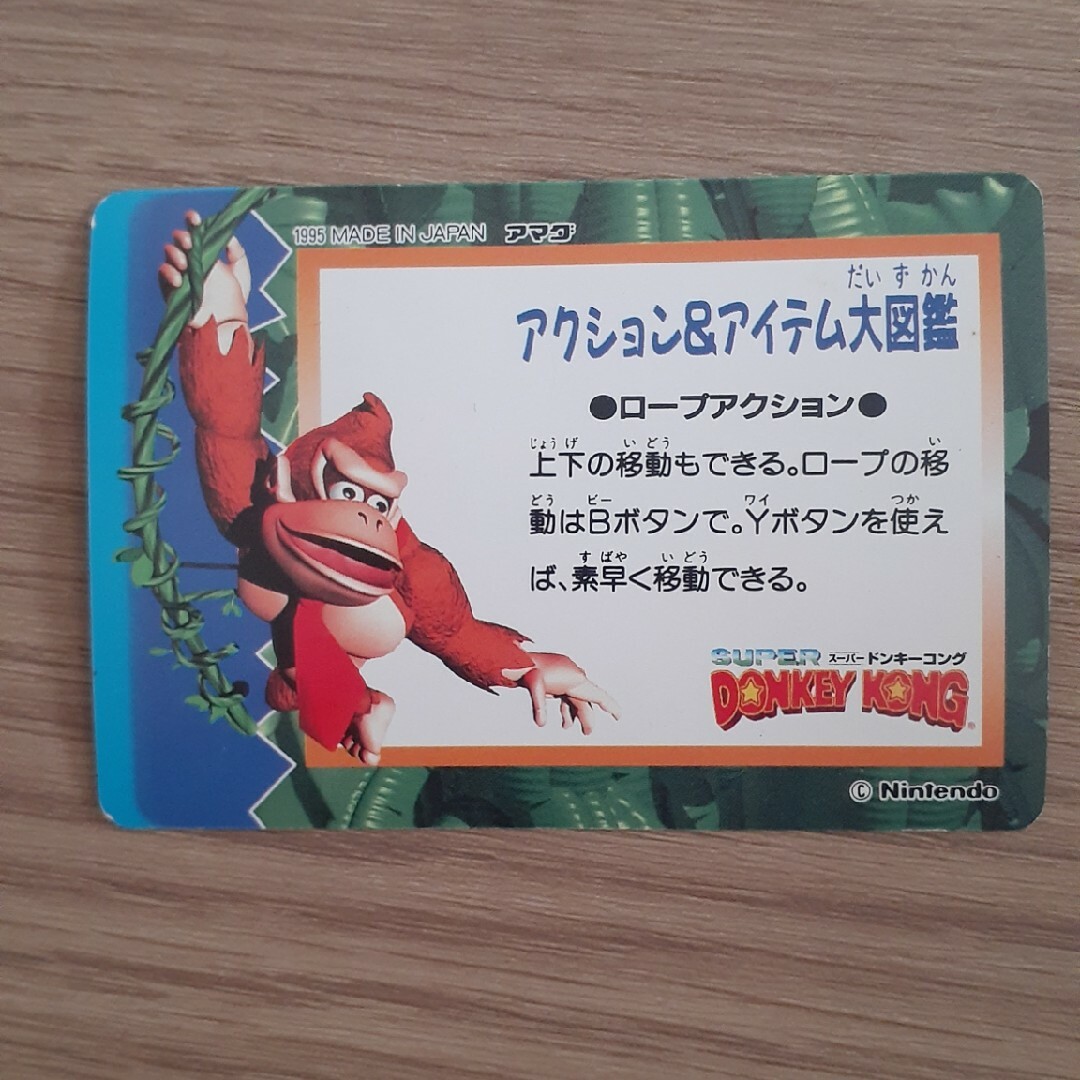 1995 MADE IN JAPAN アマダ
だいずかん
アクション&アイテム大図鑑
●ロープアクション●
じょうげ いどう い
上下の移動もできる。ロープの移
どう ビー ワイ つか
動はBボタンで。Yボタンを使え
すばや いどう
ば、素早く移動できる。
SUPER スーパードンキーコング
DONKEY KONG
© Nintendo